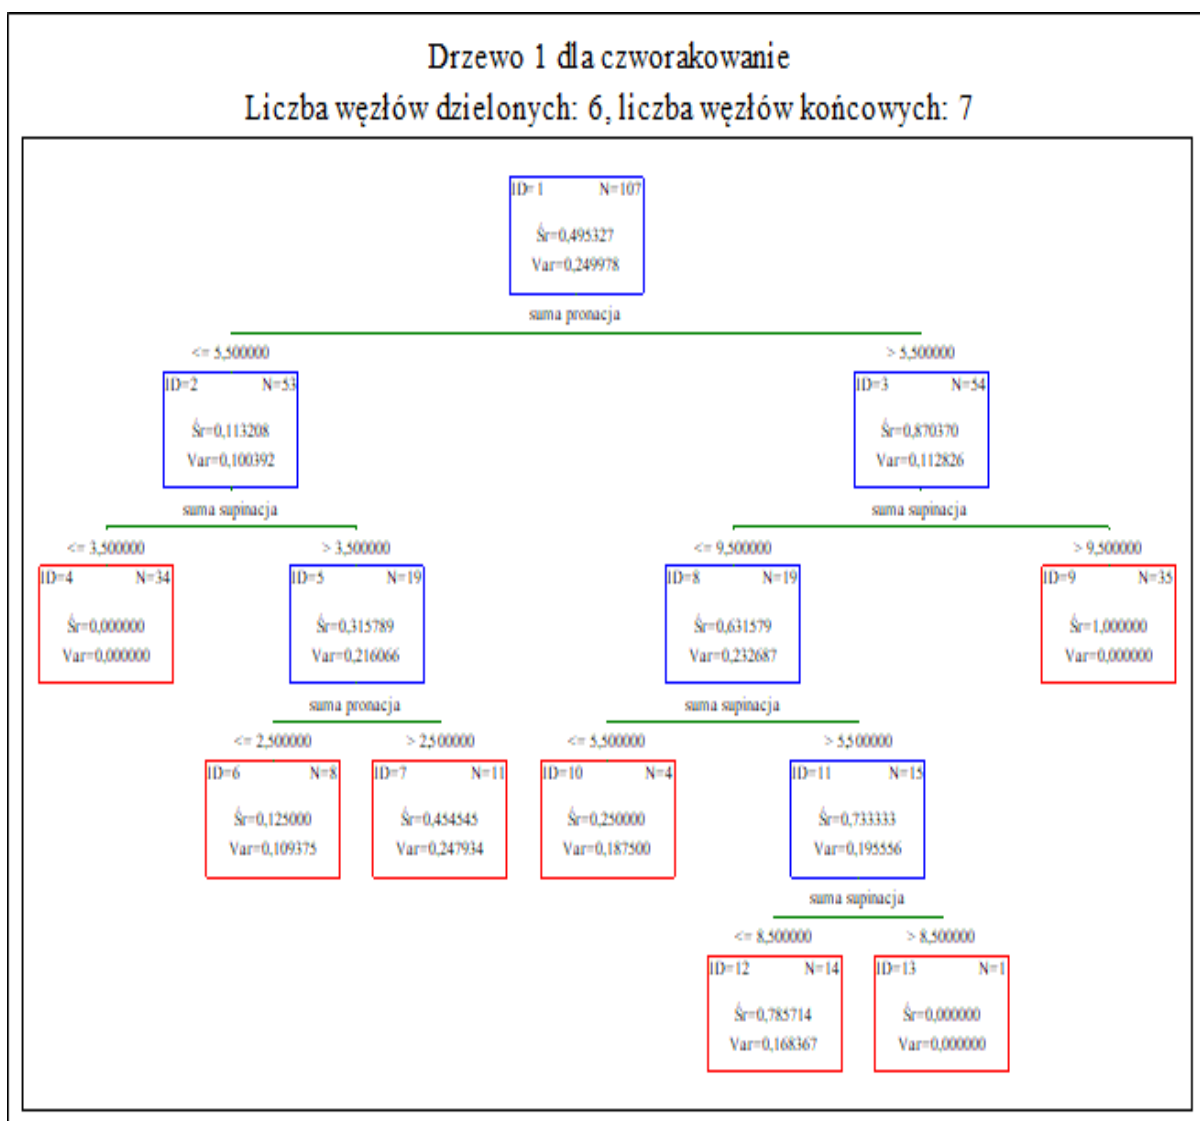 Drzewo 1 dla czworakowanie
Liczba węzłów dzielonych: 6, liczba węzłów końcowych: 7
ID=1 N=107
Śr=0,495327
Var=0,249978
suma pronacja
<= 5,500000 > 5,500000
ID=2 N=53 ID=3 N=54
Śr=0,113208 Śr=0,870370
Var=0,100392 Var=0,112826
suma supinacja suma supinacja
<= 3,500000 > 3,500000 <= 9,500000 > 9,500000
ID=4 N=34 ID=5 N=19 ID=8 N=19 ID=9 N=35
Śr=0,000000 Śr=0,315789 Śr=0,631579 Śr=1,000000
Var=0,000000 Var=0,216066 Var=0,232687 Var=0,000000
suma pronacja suma supinacja
<= 2,500000 > 2,500000 <= 5,500000 > 5,500000
ID=6 N=8 ID=7 N=11 ID=10 N=4 ID=11 N=15
Śr=0,125000 Śr=0,454545 Śr=0,250000 Śr=0,733333
Var=0,109375 Var=0,247934 Var=0,187500 Var=0,195556
suma supinacja
<= 8,500000 > 8,500000
ID=12 N=14 ID=13 N=1
Śr=0,785714 Śr=0,000000
Var=0,168367 Var=0,000000